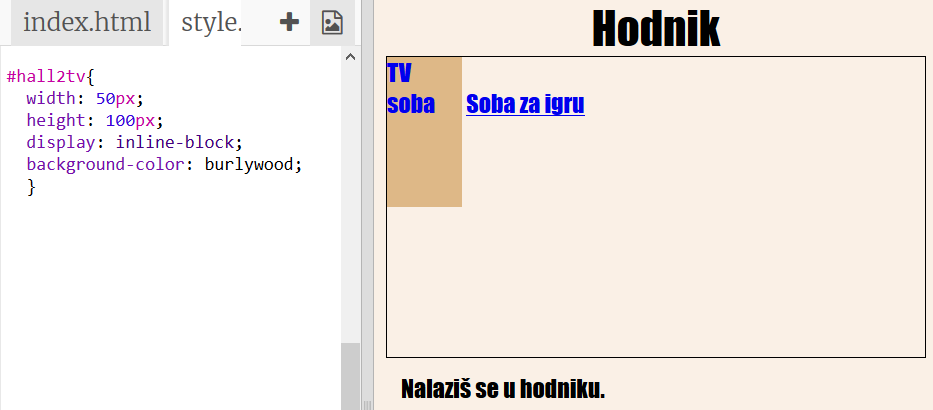 index.html
style.
#hall2tv{
width: 50px;
height: 100px;
display: inline-block;
background-color: burlywood;
}
Hodnik
TV
soba Soba za igru
Nalaziš se u hodniku.